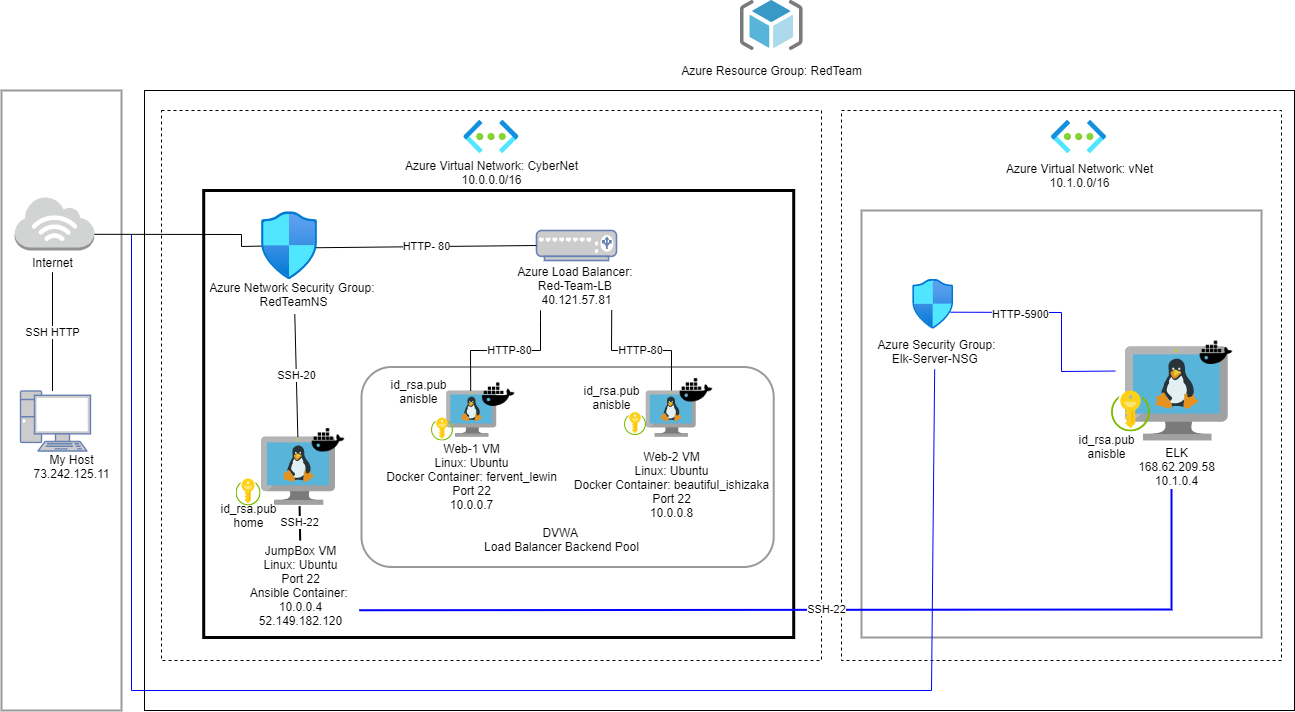 Azure Resource Group: RedTeam
Azure Virtual Network: CyberNet
10.0.0.0/16
Azure Virtual Network: vNet
10.1.0.0/16
Internet
SSH HTTP
My Host
73.242.125.11
Azure Network Security Group:
RedTeamNS
HTTP- 80
Azure Load Balancer:
Red-Team-LB
40.121.57.81
HTTP-80
HTTP-80
SSH-20
id_rsa.pub
home
SSH-22
JumpBox VM
Linux: Ubuntu
Port 22
Ansible Container:
10.0.0.4
52.149.182.120
id_rsa.pub
anisble
Web-1 VM
Linux: Ubuntu
Docker Container: fervent_lewin
Port 22
10.0.0.7
id_rsa.pub
anisble
Web-2 VM
Linux: Ubuntu
Docker Container: beautiful_ishizaka
Port 22
10.0.0.8
DVWA
Load Balancer Backend Pool
SSH-22
Azure Security Group:
Elk-Server-NSG
HTTP-5900
id_rsa.pub
anisble
ELK
168.62.209.58
10.1.0.4